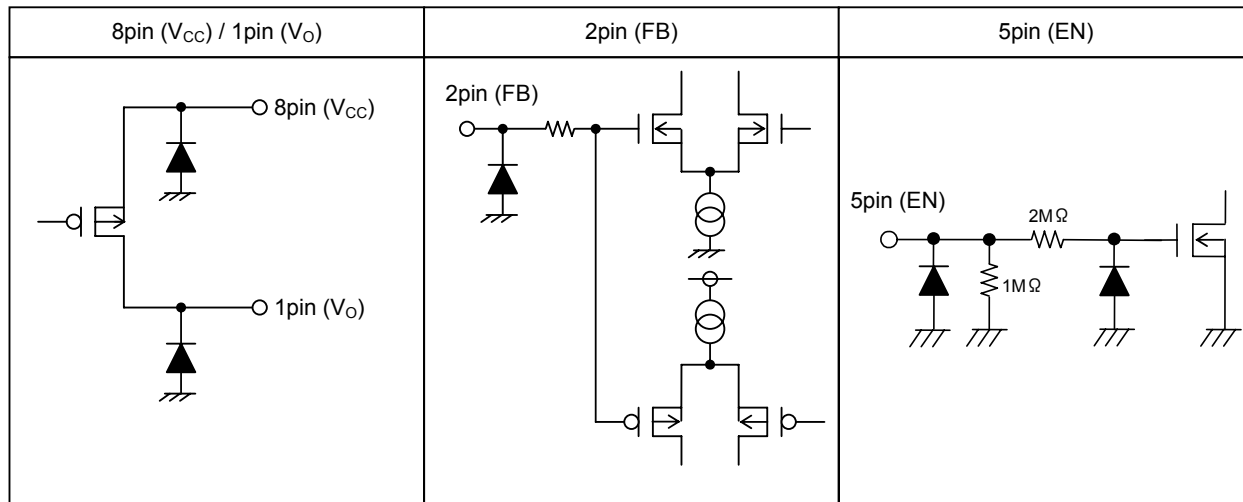 8pin (VCC) / 1pin (VO)
2pin (FB)
5pin (EN)
8pin (VCC)
1pin (VO)
2pin (FB)
5pin (EN)
2MΩ
1MΩ